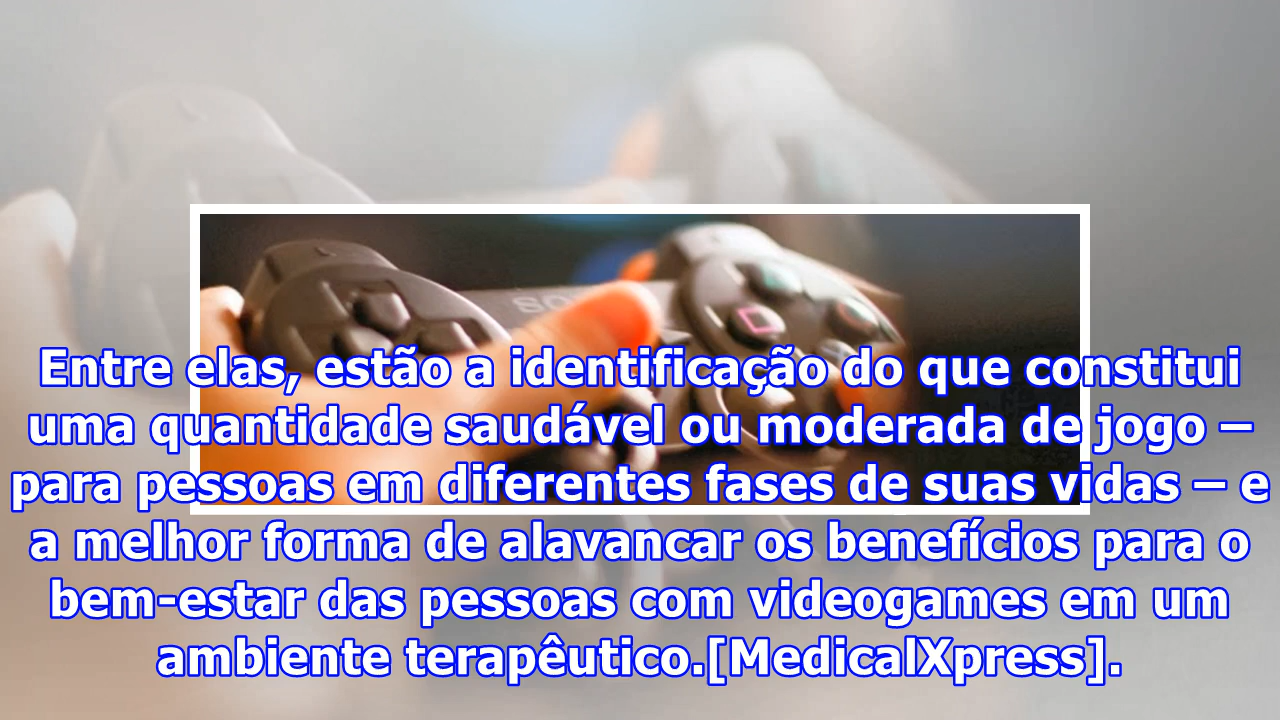 Entre elas, estão a identificação do que constitui
uma quantidade saudável ou moderada de jogo –
para pessoas em diferentes fases de suas vidas – e
a melhor forma de alavancar os benefícios para o
bem-estar das pessoas com videogames em um
ambiente terapêutico.[MedicalXpress].